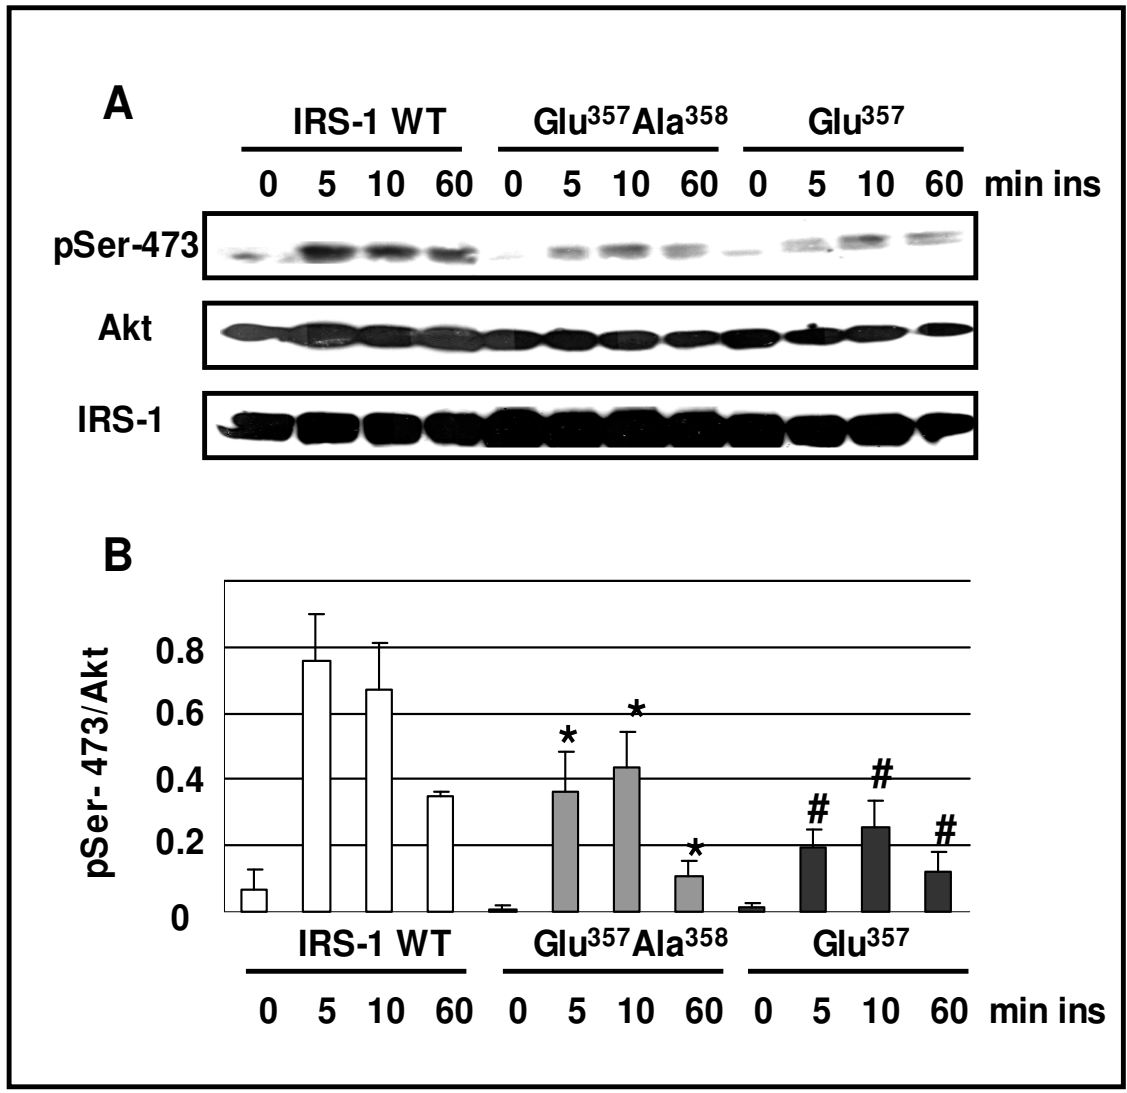 A
IRS-1 WT Glu³⁵⁷Ala³⁵⁸ Glu³⁵⁷
0 5 10 60 0 5 10 60 0 5 10 60 min ins
pSer-473
Akt
IRS-1
B
pSer- 473/Akt
0.8
0.6
0.4
0.2
0
* * * # # #
IRS-1 WT Glu³⁵⁷Ala³⁵⁸ Glu³⁵⁷
0 5 10 60 0 5 10 60 0 5 10 60 min ins